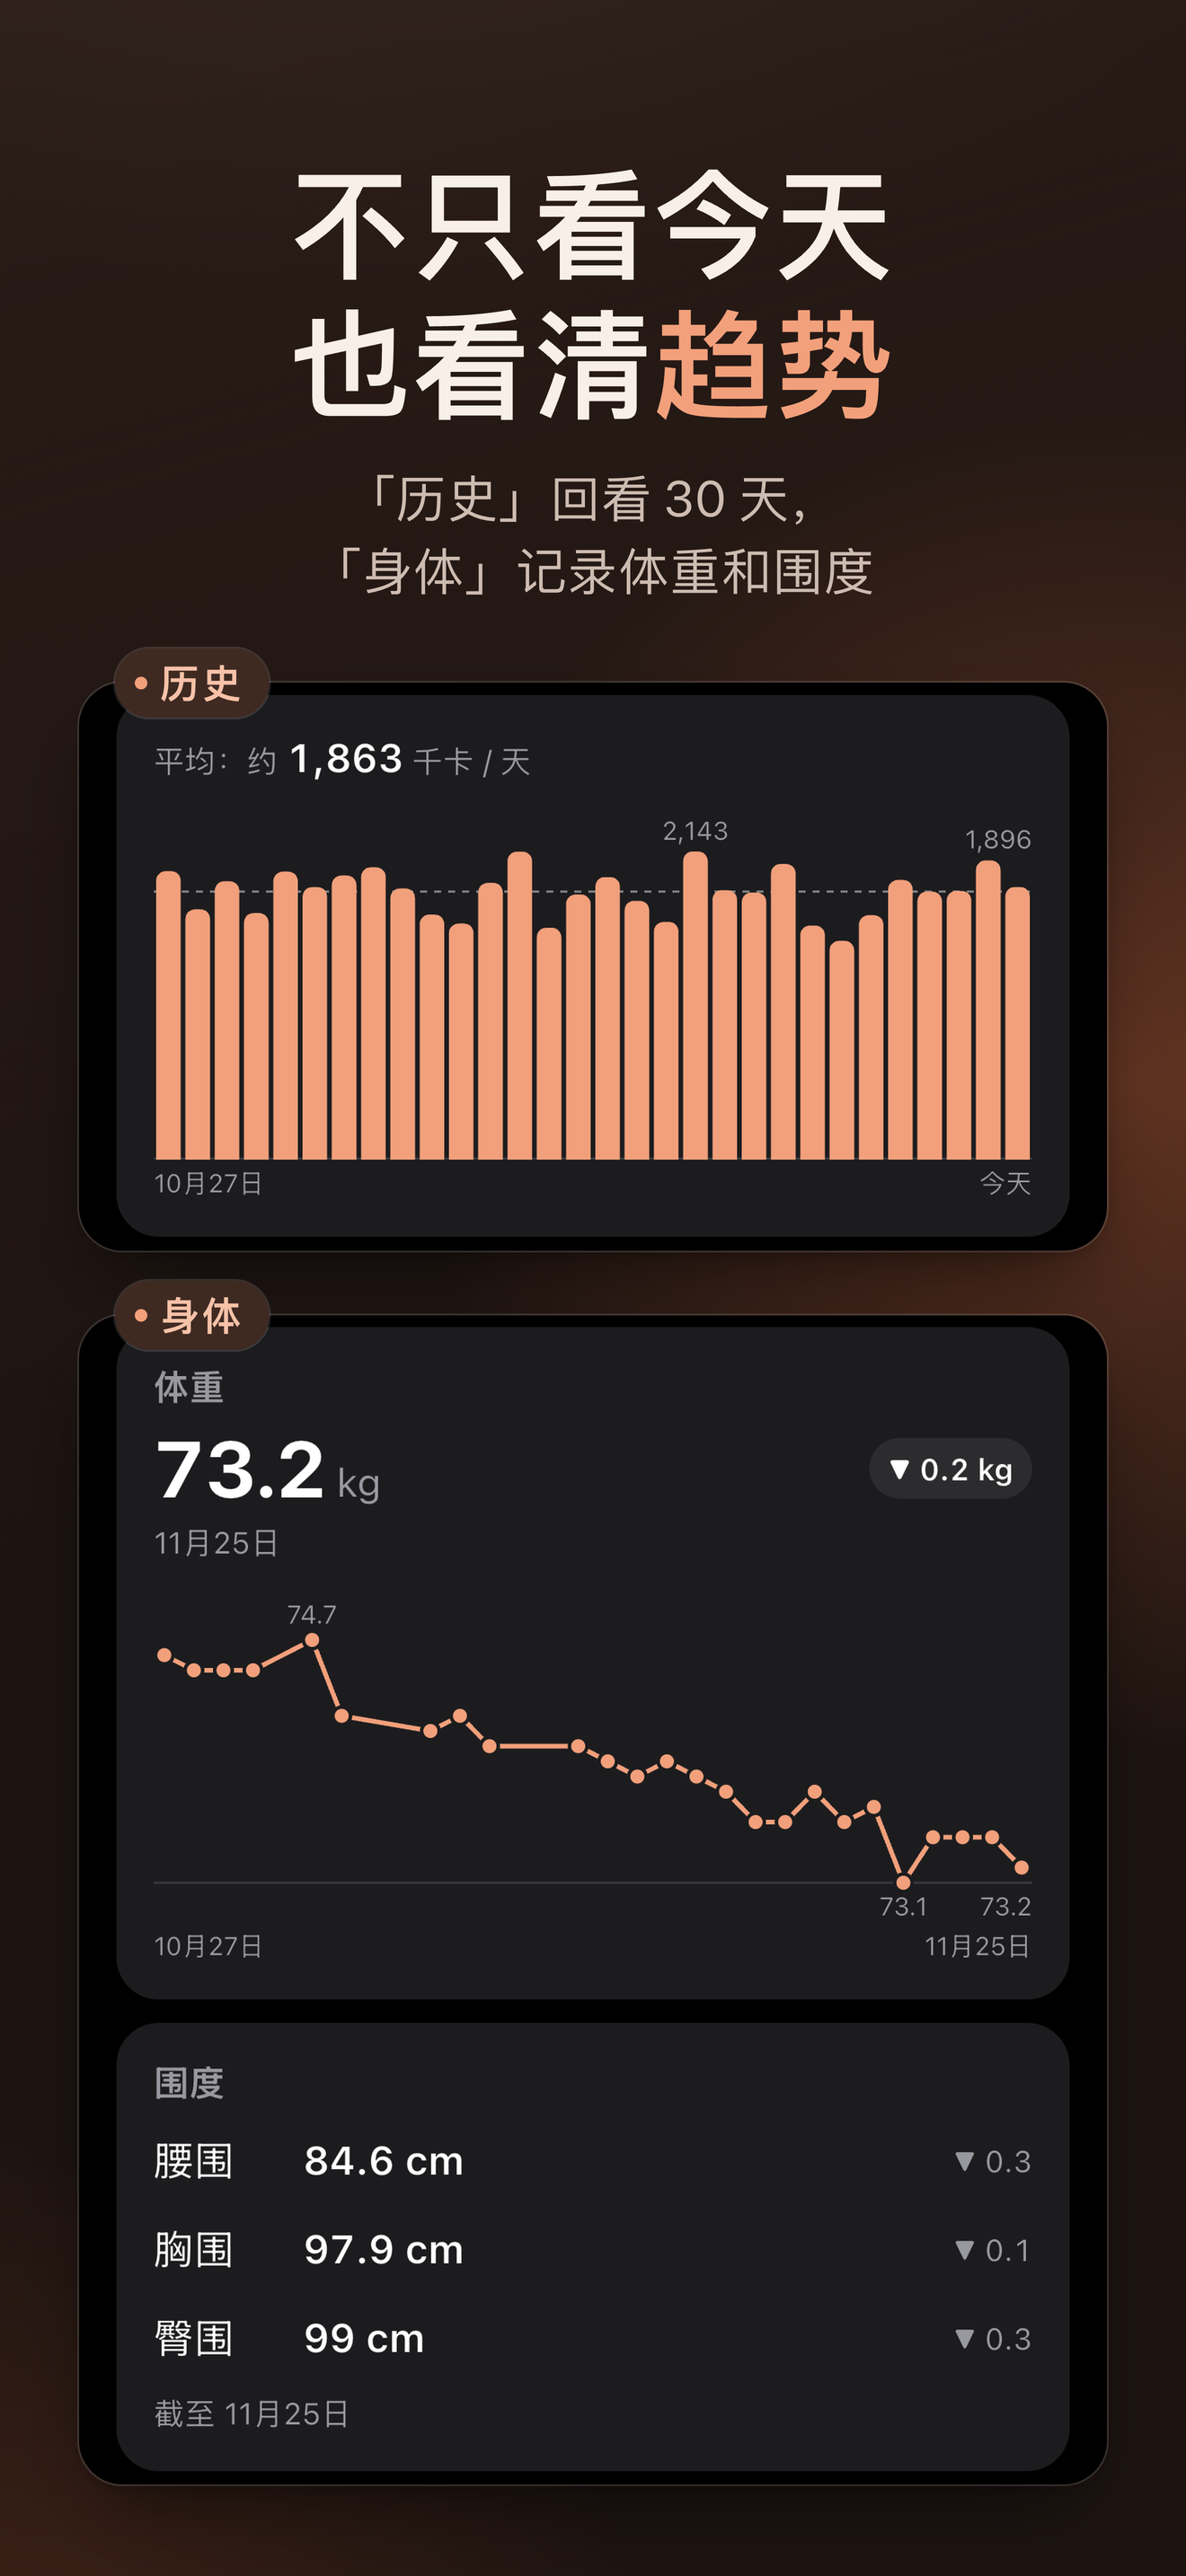 不只看今天
也看清趋势
「历史」回看 30 天，
「身体」记录体重和围度
历史
平均：约 1,863 千卡 / 天
2,143
1,896
10月27日
今天
身体
体重
73.2 kg
▼ 0.2 kg
11月25日
74.7
73.1
73.2
10月27日
11月25日
围度
腰围 84.6 cm ▼ 0.3
胸围 97.9 cm ▼ 0.1
臀围 99 cm ▼ 0.3
截至 11月25日